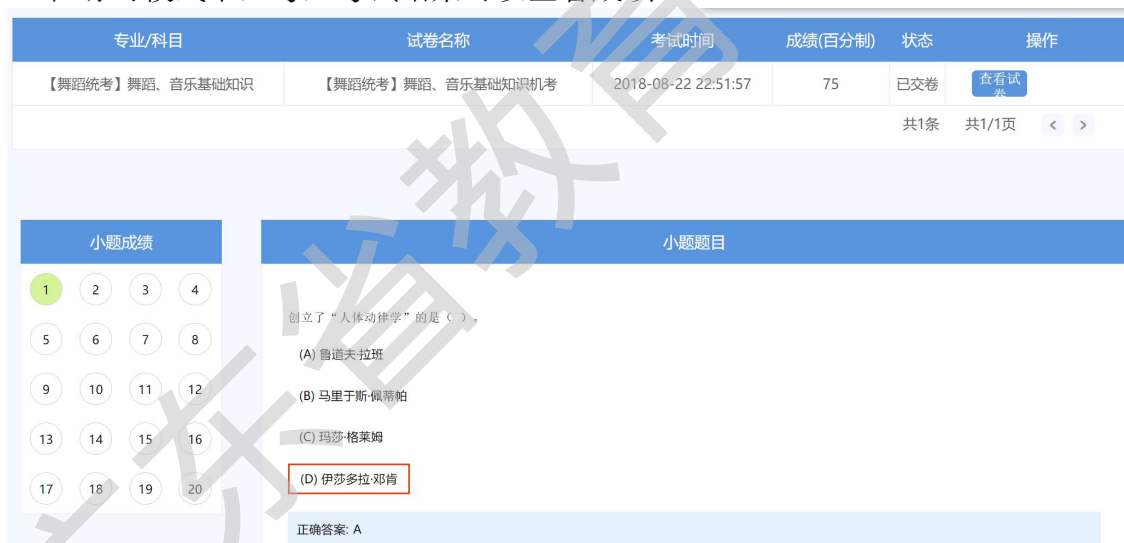 专业/科目 试卷名称 考试时间 成绩(百分制) 状态 操作
【舞蹈统考】舞蹈、音乐基础知识 【舞蹈统考】舞蹈、音乐基础知识机考 2018-08-22 22:51:57 75 已交卷 查看试卷
共1条 共1/1页 < >
小题成绩 小题题目
1 2 3 4
5 6 7 8
9 10 11 12
13 14 15 16
17 18 19 20
创立了“人体动律学”的是（ ）。
(A) 鲁道夫·拉班
(B) 马里于斯·佩蒂帕
(C) 玛莎·格莱姆
(D) 伊莎多拉·邓肯
正确答案: A
东省教育